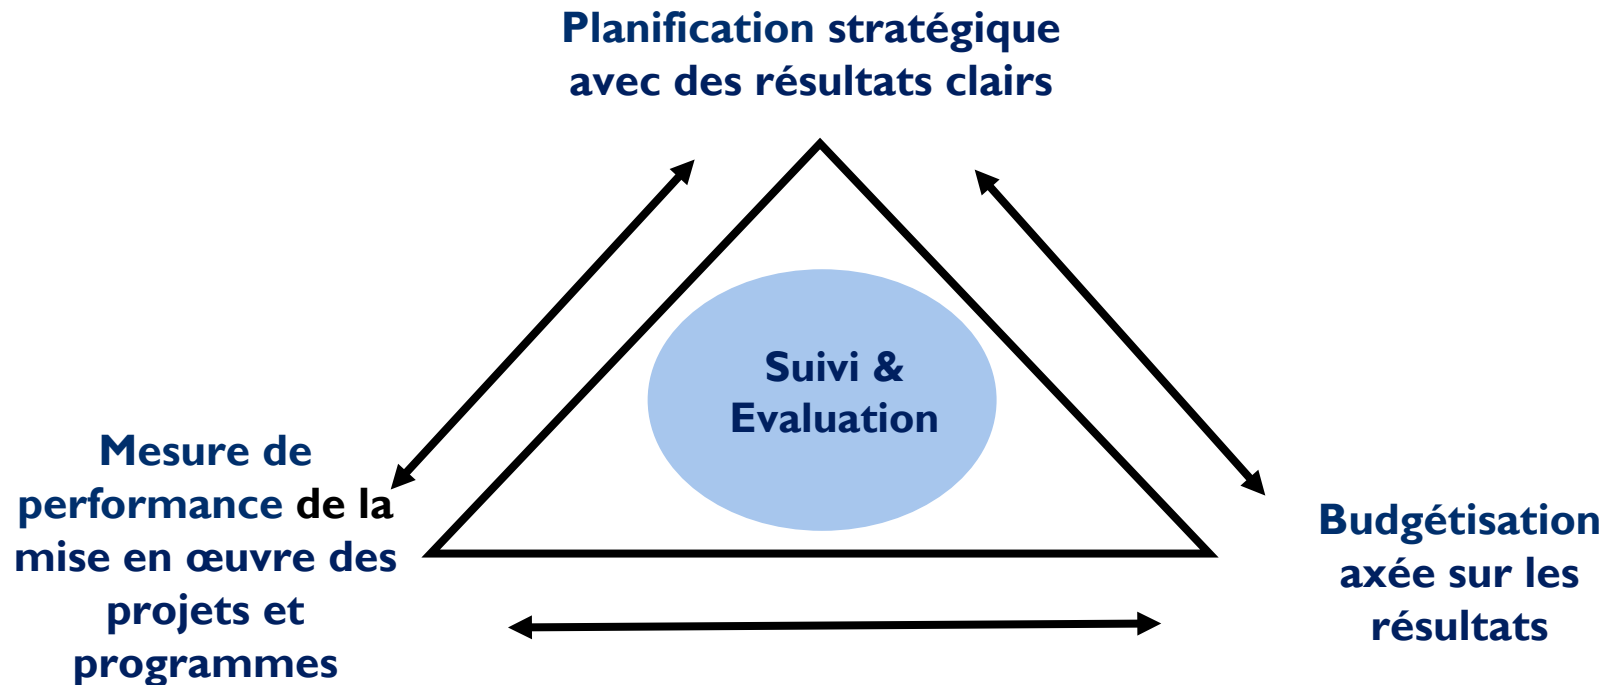 Planification stratégique
avec des résultats clairs
Suivi &
Evaluation
Mesure de
performance de la
mise en œuvre des
projets et
programmes
Budgétisation
axée sur les
résultats